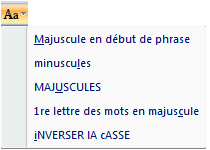 Aa
Majuscule en début de phrase
minuscules
MAJUSCULES
1re lettre des mots en majuscule
iNVERSER lA cASSE